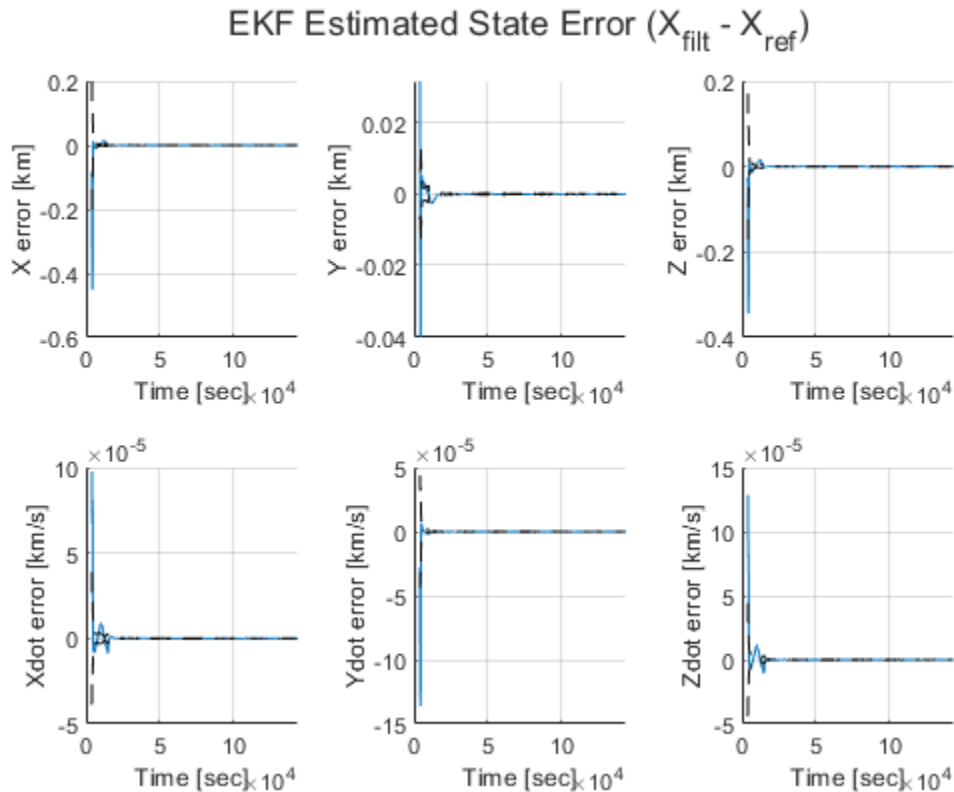 EKF Estimated State Error (X_filt - X_ref)
X error [km]
0.2
0
-0.2
-0.4
-0.6
0 5 10
Time [sec] ×10^4
Y error [km]
0.02
0
-0.02
-0.04
0 5 10
Time [sec] ×10^4
Z error [km]
0.2
0
-0.2
-0.4
0 5 10
Time [sec] ×10^4
×10^-5
Xdot error [km/s]
10
5
0
-5
0 5 10
Time [sec] ×10^4
×10^-5
Ydot error [km/s]
5
0
-5
-10
-15
0 5 10
Time [sec] ×10^4
×10^-5
Zdot error [km/s]
15
10
5
0
-5
0 5 10
Time [sec] ×10^4